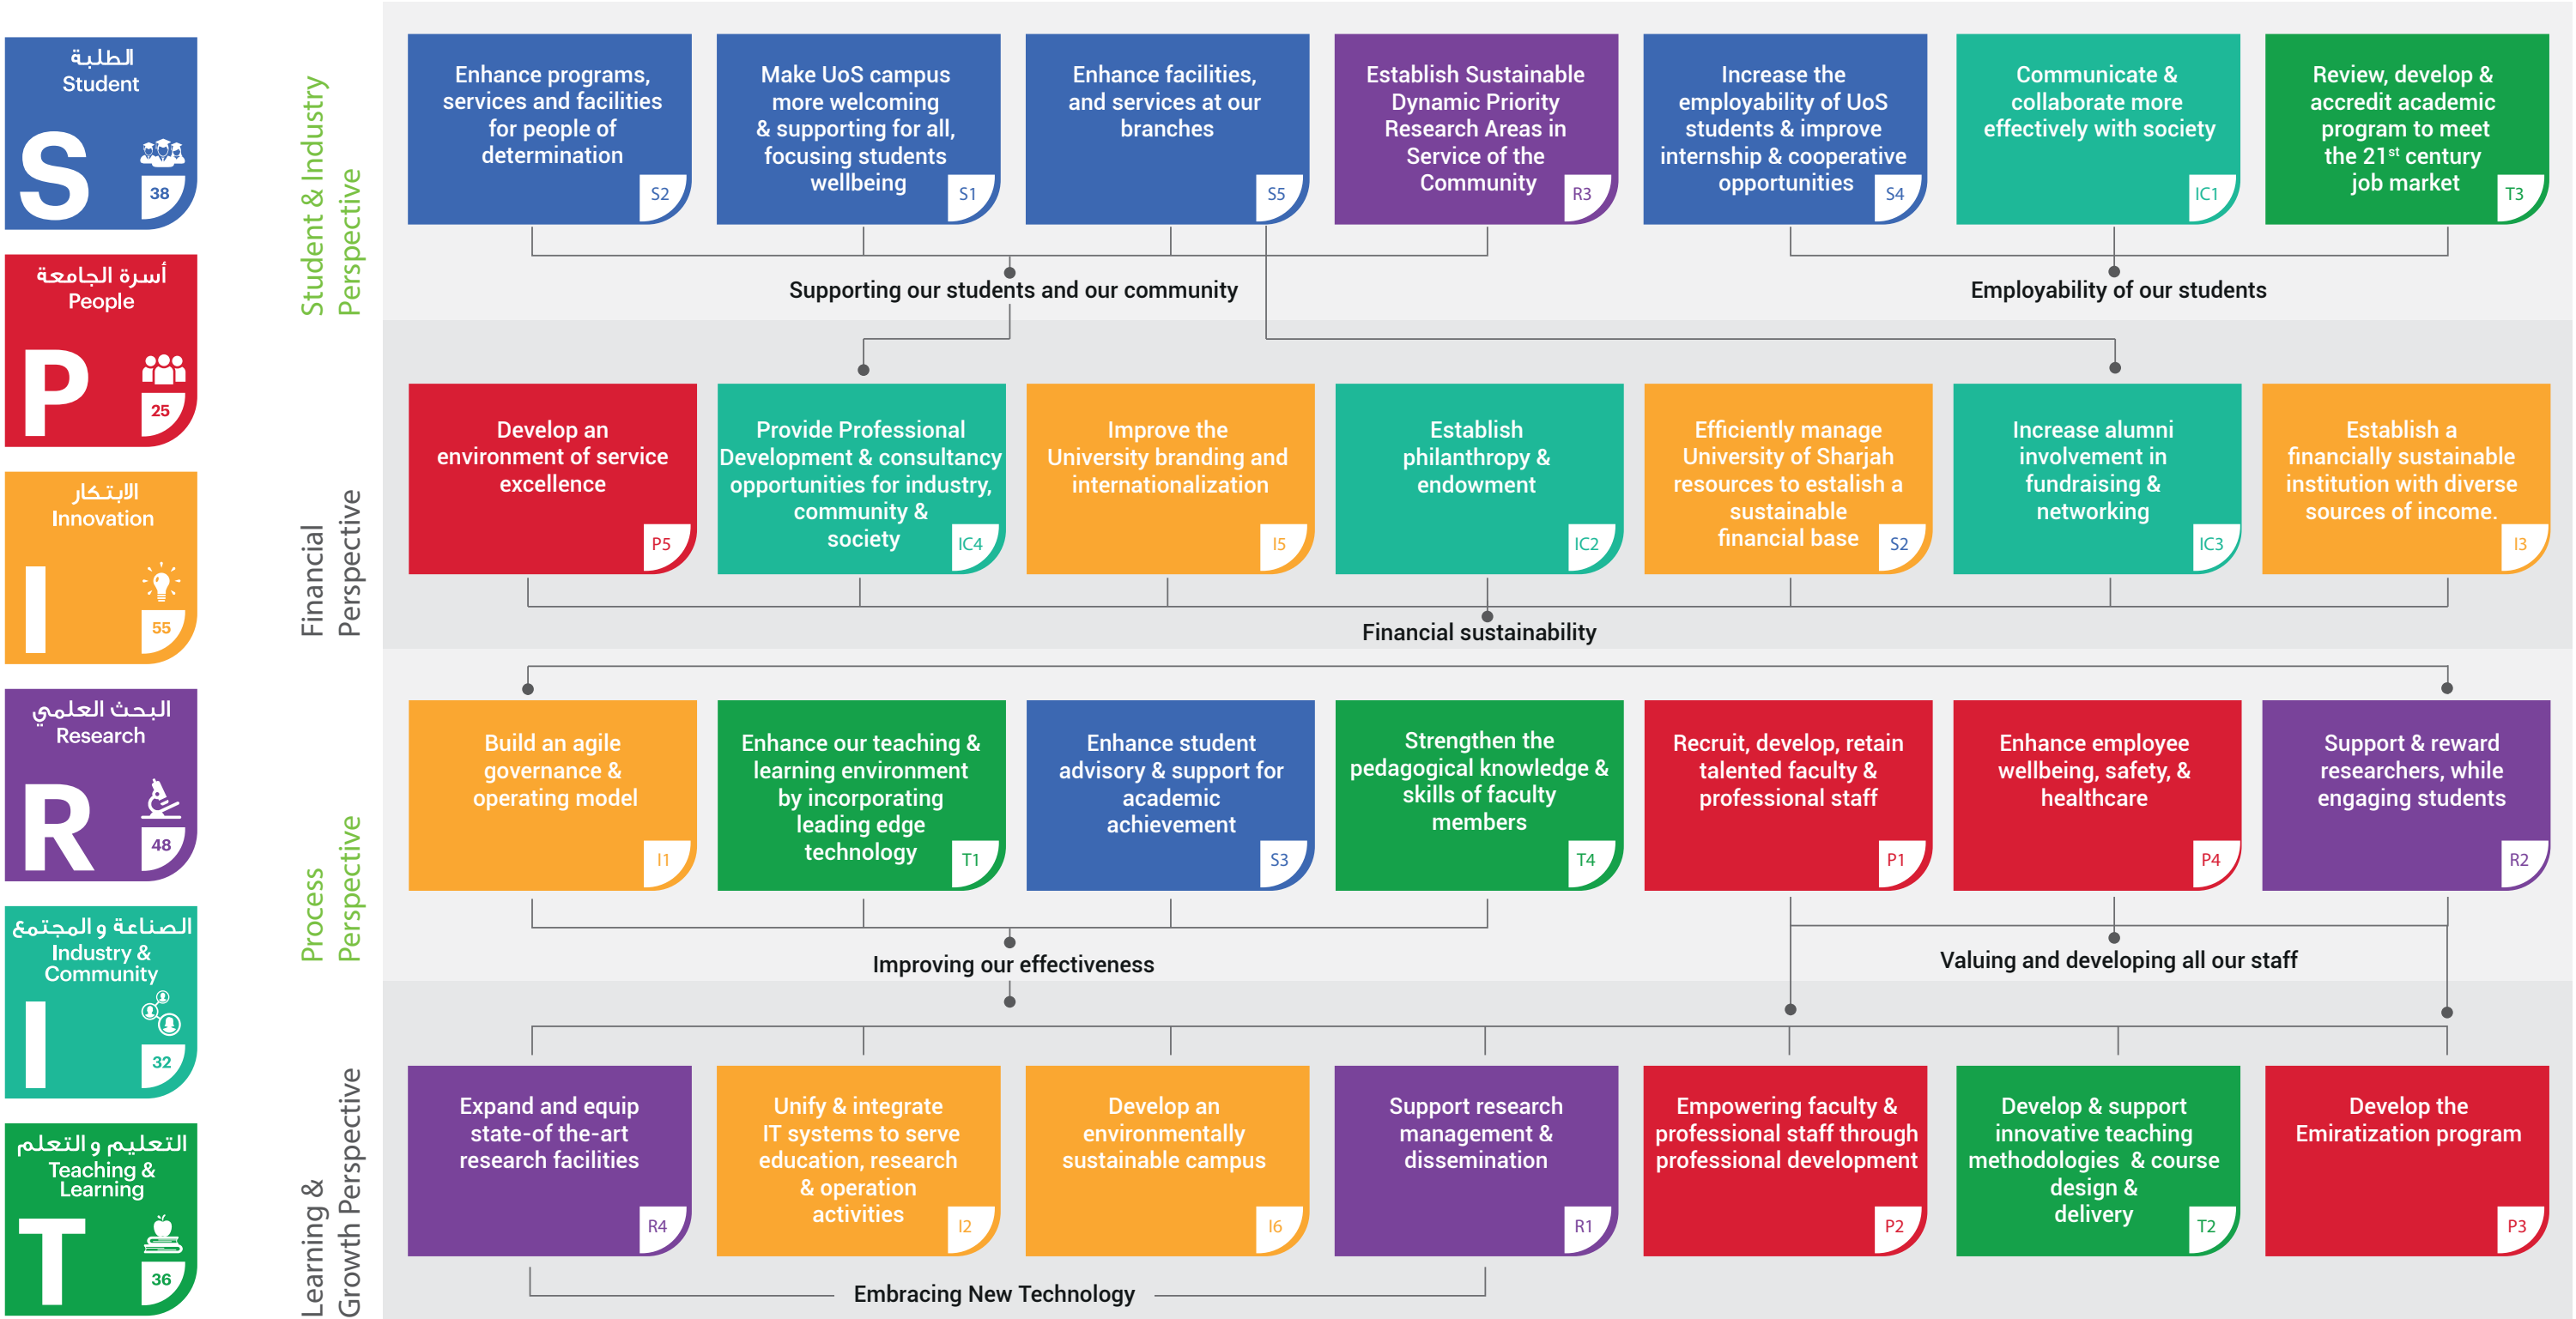 الطلبة
Student
S
38
أسرة الجامعة
People
P
25
الابتكار
Innovation
I
55
البحث العلمي
Research
R
48
الصناعة و المجتمع
Industry &
Community
I
32
التعليم و التعلم
Teaching &
Learning
T
36
Student & Industry
Perspective
Enhance programs,
services and facilities
for people of
determination
S2
Make UoS campus
more welcoming
& supporting for all,
focusing students
wellbeing
S1
Enhance facilities,
and services at our
branches
S5
Establish Sustainable
Dynamic Priority
Research Areas in
Service of the
Community
R3
Increase the
employability of UoS
students & improve
internship & cooperative
opportunities
S4
Communicate &
collaborate more
effectively with society
IC1
Review, develop &
accredit academic
program to meet
the 21st century
job market
T3
Supporting our students and our community
Employability of our students
Financial
Perspective
Develop an
environment of service
excellence
P5
Provide Professional
Development & consultancy
opportunities for industry,
community &
society
IC4
Improve the
University branding and
internationalization
I5
Establish
philanthropy &
endowment
IC2
Efficiently manage
University of Sharjah
resources to estalish a
sustainable
financial base
S2
Increase alumni
involvement in
fundraising &
networking
IC3
Establish a
financially sustainable
institution with diverse
sources of income.
I3
Financial sustainability
Process
Perspective
Build an agile
governance &
operating model
I1
Enhance our teaching &
learning environment
by incorporating
leading edge
technology
T1
Enhance student
advisory & support for
academic
achievement
S3
Strengthen the
pedagogical knowledge &
skills of faculty
members
T4
Recruit, develop, retain
talented faculty &
professional staff
P1
Enhance employee
wellbeing, safety, &
healthcare
P4
Support & reward
researchers, while
engaging students
R2
Improving our effectiveness
Valuing and developing all our staff
Learning &
Growth Perspective
Expand and equip
state-of the-art
research facilities
R4
Unify & integrate
IT systems to serve
education, research
& operation
activities
I2
Develop an
environmentally
sustainable campus
I6
Support research
management &
dissemination
R1
Empowering faculty &
professional staff through
professional development
P2
Develop & support
innovative teaching
methodologies & course
design &
delivery
T2
Develop the
Emiratization program
P3
Embracing New Technology